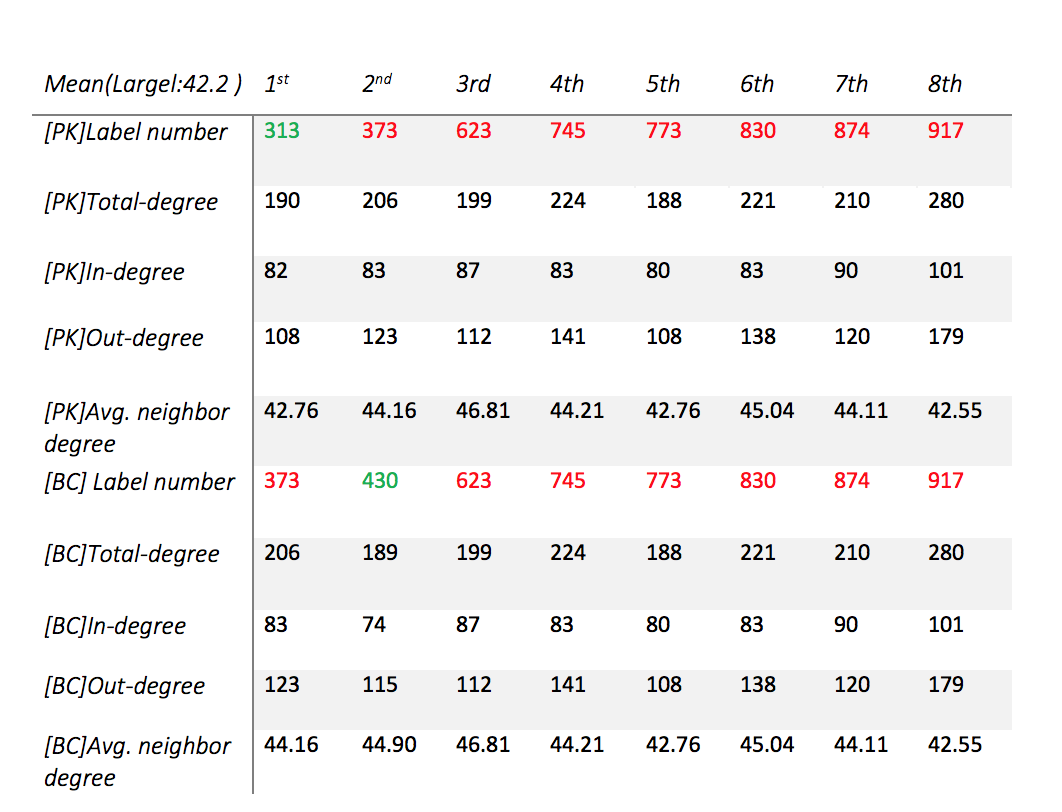 Mean(Largel:42.2 ) 1st 2nd 3rd 4th 5th 6th 7th 8th
[PK]Label number 313 373 623 745 773 830 874 917
[PK]Total-degree 190 206 199 224 188 221 210 280
[PK]In-degree 82 83 87 83 80 83 90 101
[PK]Out-degree 108 123 112 141 108 138 120 179
[PK]Avg. neighbor 42.76 44.16 46.81 44.21 42.76 45.04 44.11 42.55
degree
[BC] Label number 373 430 623 745 773 830 874 917
[BC]Total-degree 206 189 199 224 188 221 210 280
[BC]In-degree 83 74 87 83 80 83 90 101
[BC]Out-degree 123 115 112 141 108 138 120 179
[BC]Avg. neighbor 44.16 44.90 46.81 44.21 42.76 45.04 44.11 42.55
degree